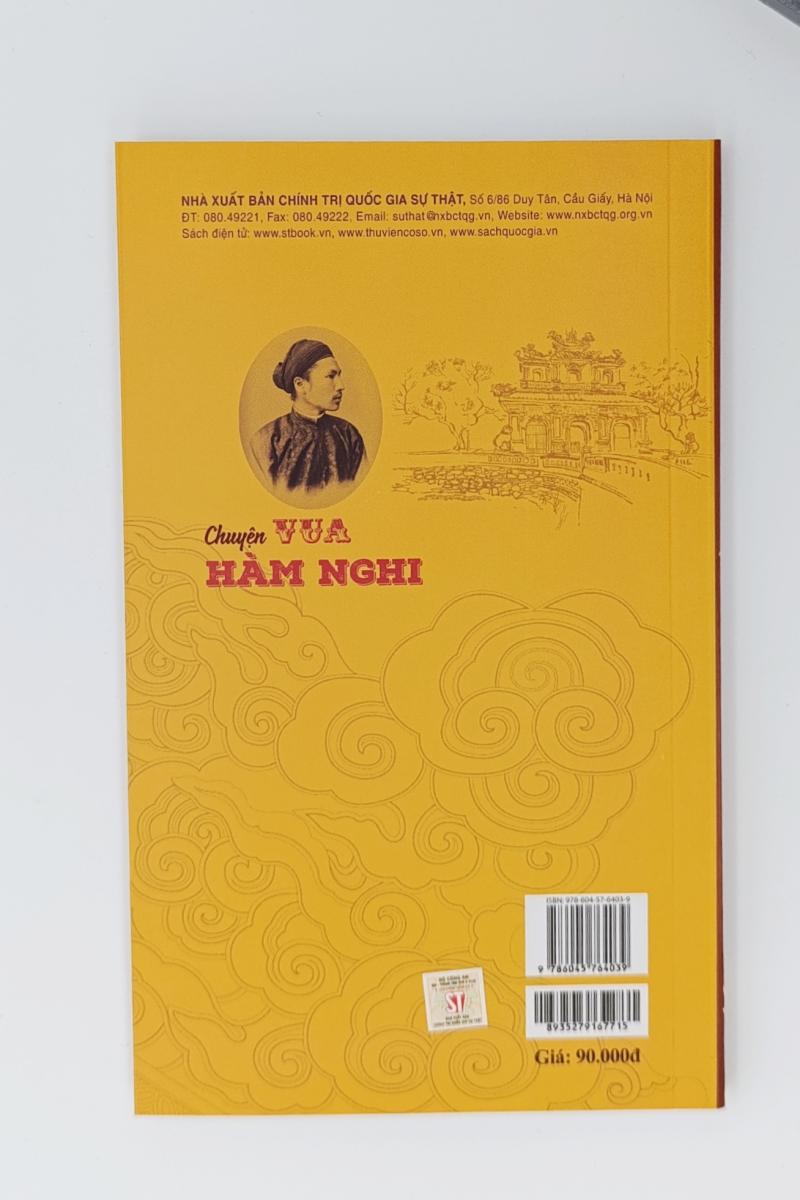 NHÀ XUẤT BẢN CHÍNH TRỊ QUỐC GIA SỰ THẬT, Số 6/86 Duy Tân, Cầu Giấy, Hà Nội
ĐT: 080.49221, Fax: 080.49222, Email: suthat@nxbctqg.vn, Website: www.nxbctqg.org.vn
Sách điện tử: www.stbook.vn, www.thuviencoso.vn, www.sachquocgia.vn
Chuyện VUA
HÀM NGHI
ISBN: 978-604-57-6403-9
9 786045 764039
ST
8935279167715
Giá: 90.000đ